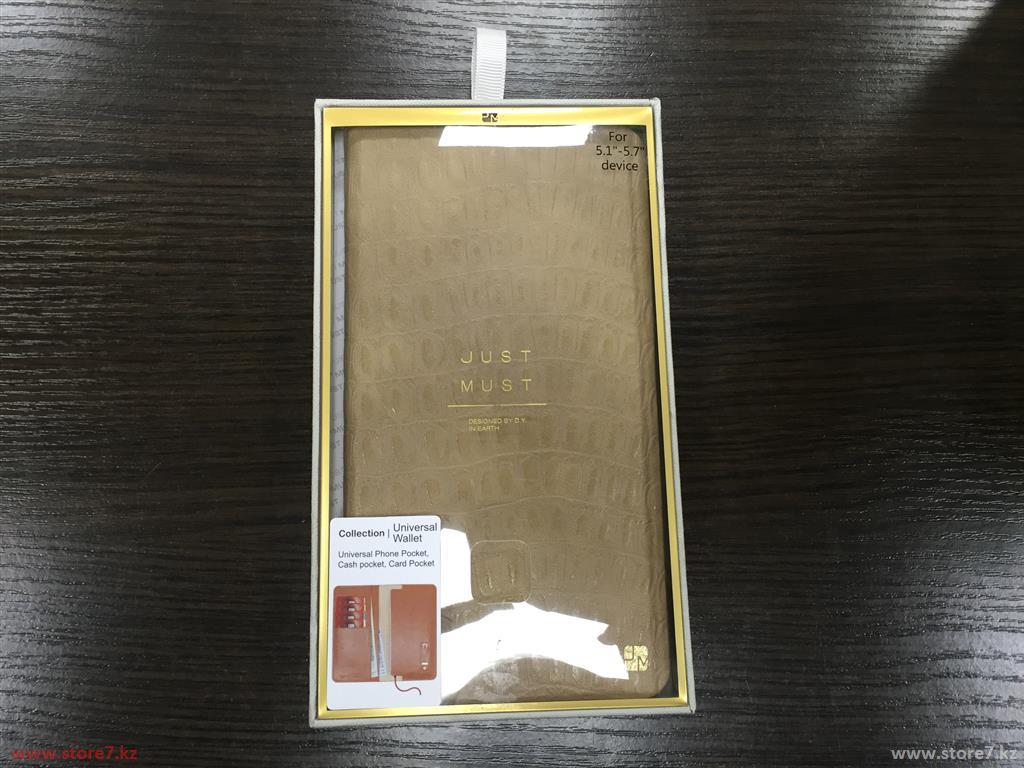 For
5.1"-5.7"
device
JUST
MUST
DESIGNED BY D.Y.
IN EARTH
Collection | Universal
Wallet
Universal Phone Pocket,
Cash pocket, Card Pocket
www.store7.kz
www.store7.kz